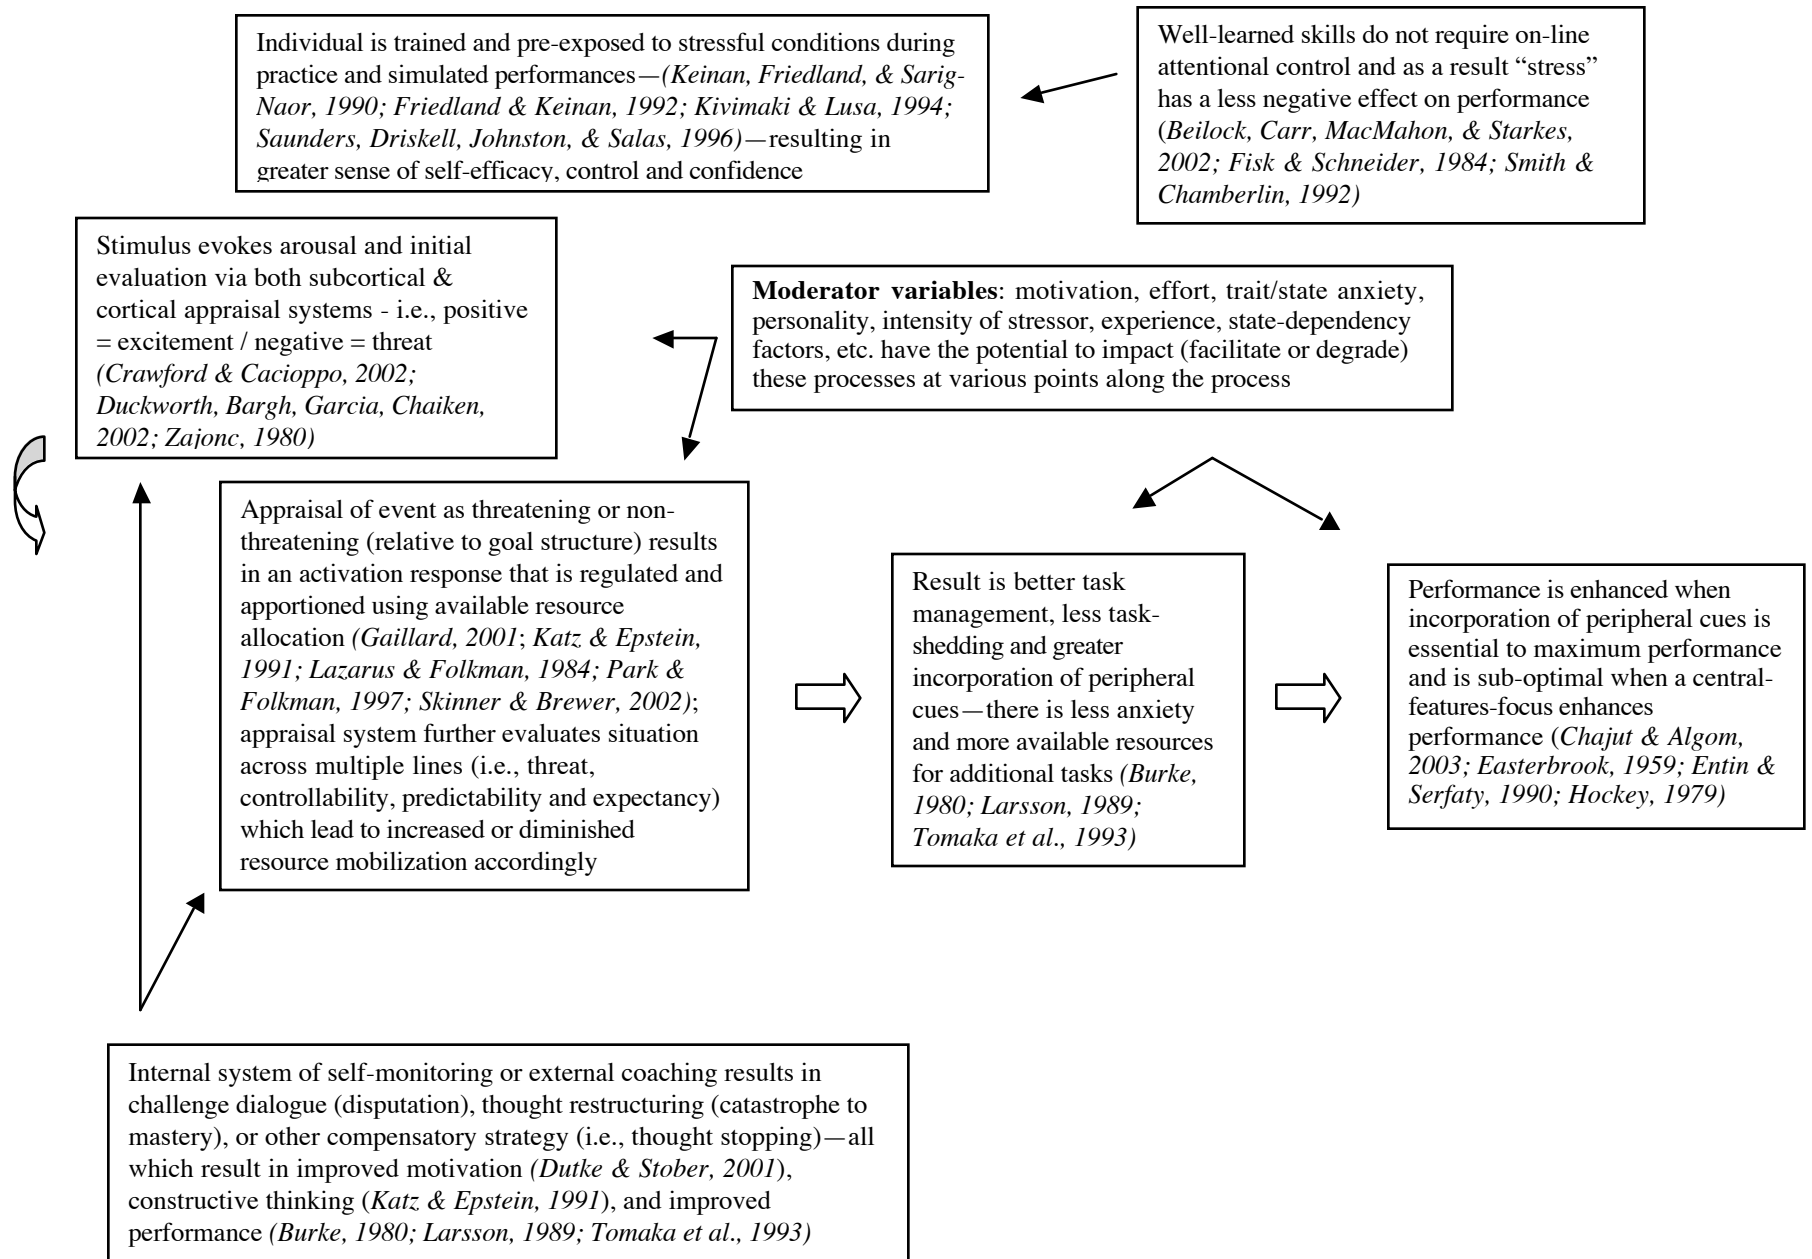 Individual is trained and pre-exposed to stressful conditions during
practice and simulated performances—(Keinan, Friedland, & Sarig-
Naor, 1990; Friedland & Keinan, 1992; Kivimaki & Lusa, 1994;
Saunders, Driskell, Johnston, & Salas, 1996)—resulting in
greater sense of self-efficacy, control and confidence
Well-learned skills do not require on-line
attentional control and as a result “stress”
has a less negative effect on performance
(Beilock, Carr, MacMahon, & Starkes,
2002; Fisk & Schneider, 1984; Smith &
Chamberlin, 1992)
Stimulus evokes arousal and initial
evaluation via both subcortical &
cortical appraisal systems - i.e., positive
= excitement / negative = threat
(Crawford & Cacioppo, 2002;
Duckworth, Bargh, Garcia, Chaiken,
2002; Zajonc, 1980)
Moderator variables: motivation, effort, trait/state anxiety,
personality, intensity of stressor, experience, state-dependency
factors, etc. have the potential to impact (facilitate or degrade)
these processes at various points along the process
Appraisal of event as threatening or non-
threatening (relative to goal structure) results
in an activation response that is regulated and
apportioned using available resource
allocation (Gaillard, 2001; Katz & Epstein,
1991; Lazarus & Folkman, 1984; Park &
Folkman, 1997; Skinner & Brewer, 2002);
appraisal system further evaluates situation
across multiple lines (i.e., threat,
controllability, predictability and expectancy)
which lead to increased or diminished
resource mobilization accordingly
Result is better task
management, less task-
shedding and greater
incorporation of peripheral
cues—there is less anxiety
and more available resources
for additional tasks (Burke,
1980; Larsson, 1989;
Tomaka et al., 1993)
Performance is enhanced when
incorporation of peripheral cues is
essential to maximum performance
and is sub-optimal when a central-
features-focus enhances
performance (Chajut & Algom,
2003; Easterbrook, 1959; Entin &
Serfaty, 1990; Hockey, 1979)
Internal system of self-monitoring or external coaching results in
challenge dialogue (disputation), thought restructuring (catastrophe to
mastery), or other compensatory strategy (i.e., thought stopping)—all
which result in improved motivation (Dutke & Stober, 2001),
constructive thinking (Katz & Epstein, 1991), and improved
performance (Burke, 1980; Larsson, 1989; Tomaka et al., 1993)